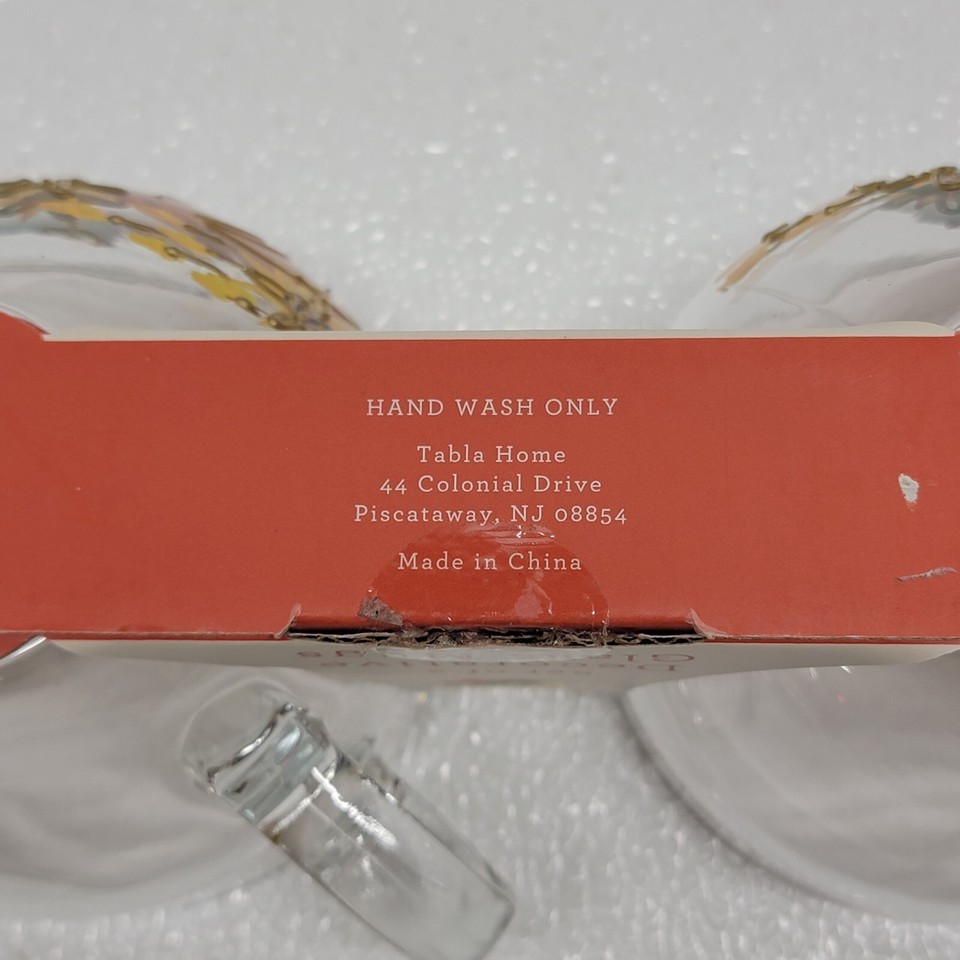 HAND WASH ONLY
Tabla Home
44 Colonial Drive
Piscataway, NJ 08854
Made in China